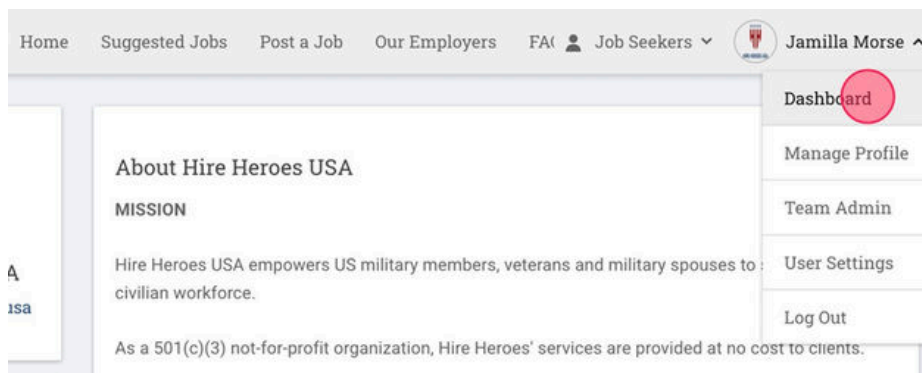 Home Suggested Jobs Post a Job Our Employers FA Job Seekers Jamilla Morse
Dashboard
Manage Profile
Team Admin
User Settings
Log Out
About Hire Heroes USA
MISSION
Hire Heroes USA empowers US military members, veterans and military spouses to
civilian workforce.
As a 501(c)(3) not-for-profit organization, Hire Heroes' services are provided at no cost to clients.
A
usa